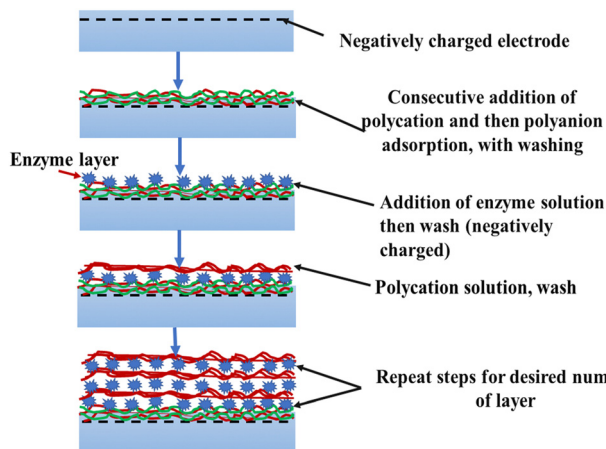 Negatively charged electrode
Consecutive addition of
polycation and then polyanion
adsorption, with washing
Enzyme layer
Addition of enzyme solution
then wash (negatively
charged)
Polycation solution, wash
Repeat steps for desired num
of layer